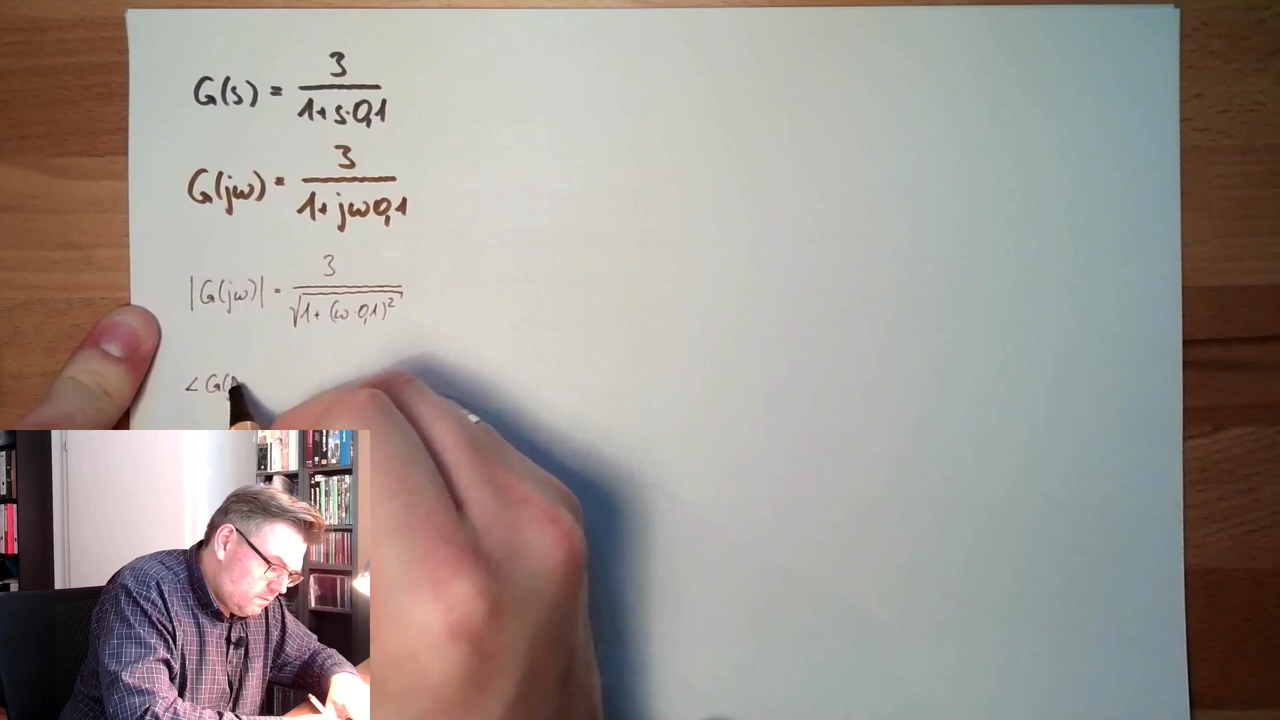 G(s) = 3 / (1+s·0,1)
G(jω) = 3 / (1+jω0,1)
|G(jω)| = 3 / √(1+(ω·0,1)²)
∠G(j